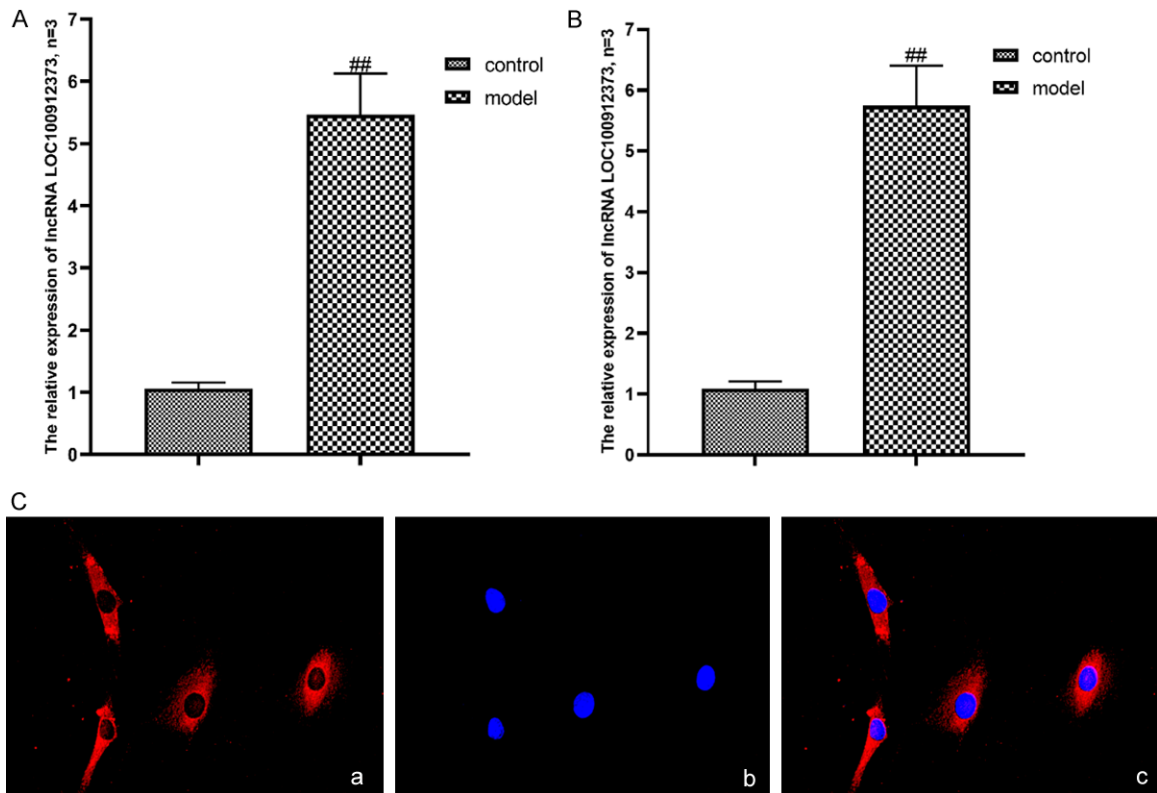 A
The relative expression of lncRNA LOC100912373, n=3
7
6
5
4
3
2
1
0
##
control
model
B
The relative expression of lncRNA LOC100912373, n=3
7
6
5
4
3
2
1
0
##
control
model
C
a
b
c